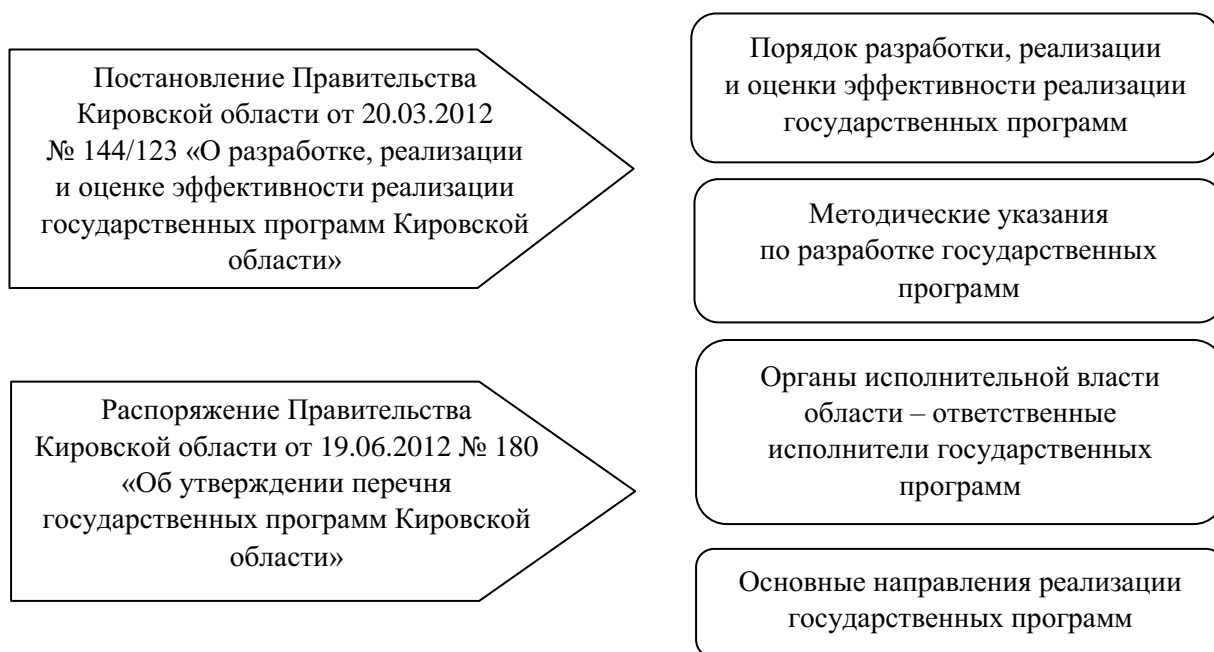 Постановление Правительства
Кировской области от 20.03.2012
№ 144/123 «О разработке, реализации
и оценке эффективности реализации
государственных программ Кировской
области»
Порядок разработки, реализации
и оценки эффективности реализации
государственных программ
Методические указания
по разработке государственных
программ
Распоряжение Правительства
Кировской области от 19.06.2012 № 180
«Об утверждении перечня
государственных программ Кировской
области»
Органы исполнительной власти
области – ответственные
исполнители государственных
программ
Основные направления реализации
государственных программ